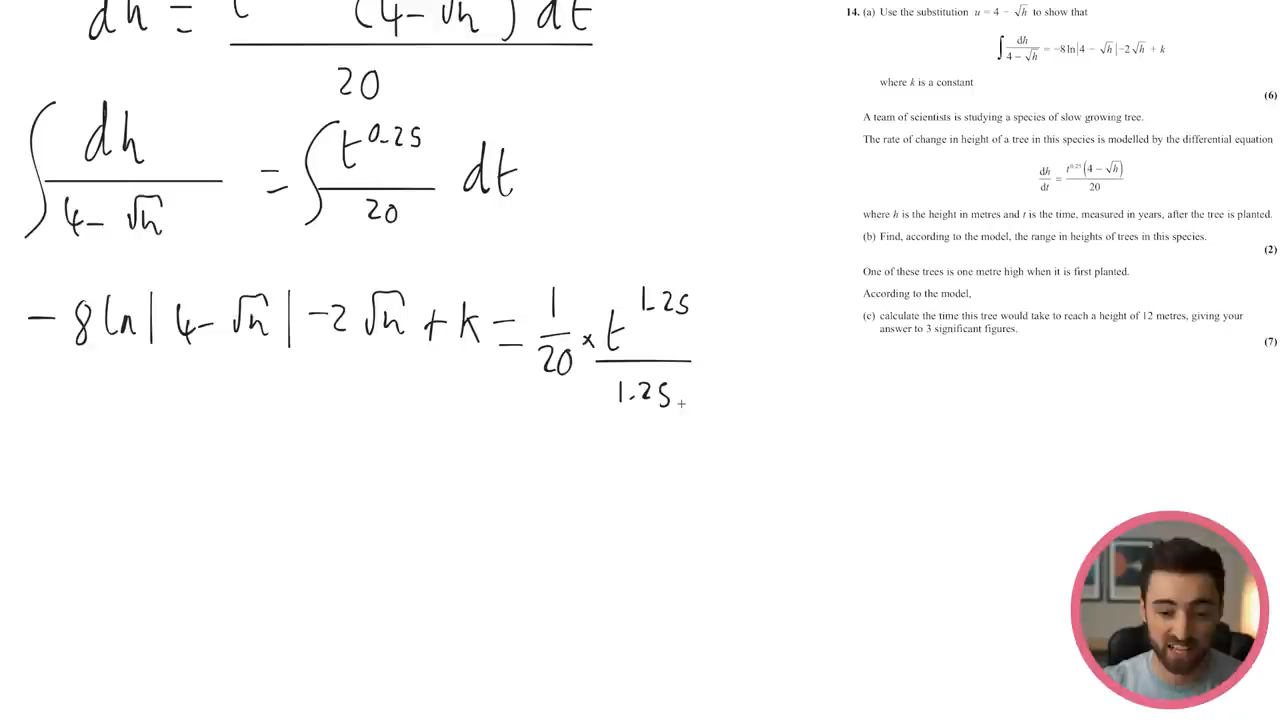 dh = t (4-√h) dt
20
∫ dh/(4-√h) = ∫ t^0.25/20 dt
-8 ln|4-√h| -2√h + k = 1/20 × t^1.25/1.25 +
14. (a) Use the substitution u = 4 - √h to show that
∫ dh/(4 - √h) = -8 ln|4 - √h| -2√h + k
where k is a constant
(6)
A team of scientists is studying a species of slow growing tree.
The rate of change in height of a tree in this species is modelled by the differential equation
dh/dt = t^0.25(4 - √h)/20
where h is the height in metres and t is the time, measured in years, after the tree is planted.
(b) Find, according to the model, the range in heights of trees in this species.
(2)
One of these trees is one metre high when it is first planted.
According to the model,
(c) calculate the time this tree would take to reach a height of 12 metres, giving your
answer to 3 significant figures.
(7)